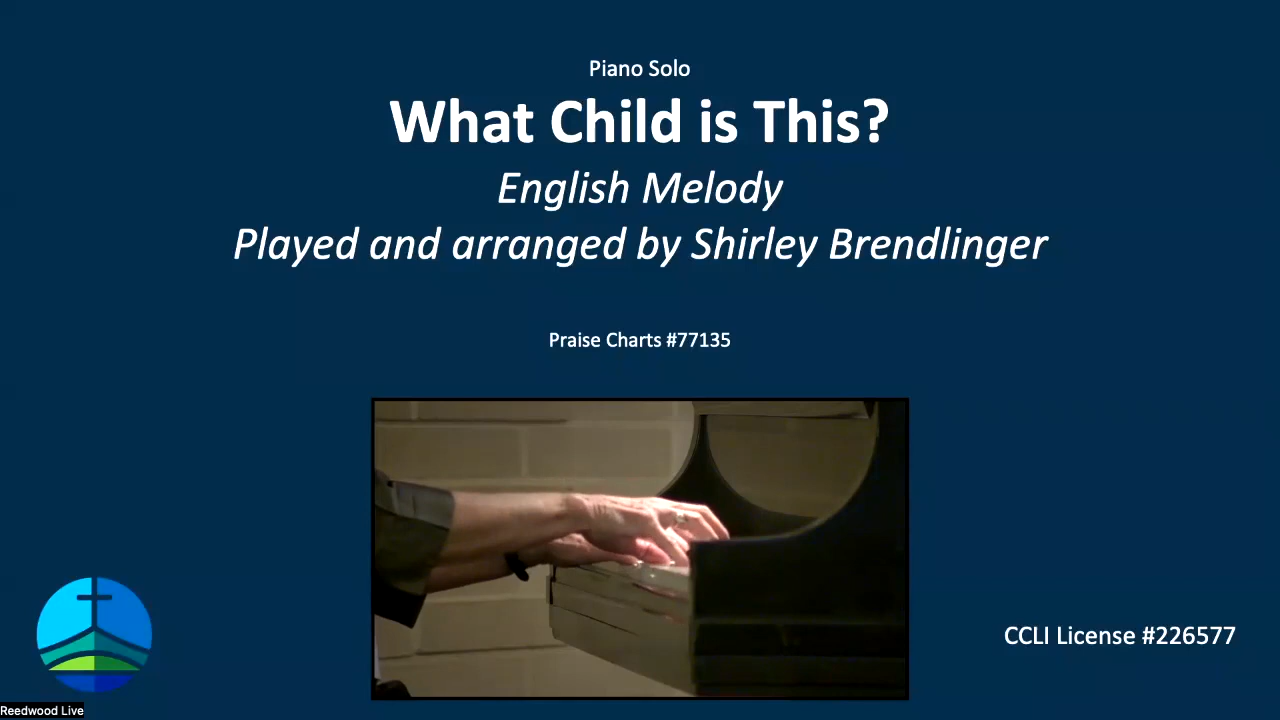 Piano Solo
What Child is This?
English Melody
Played and arranged by Shirley Brendlinger
Praise Charts #77135
CCLI License #226577
Reedwood Live